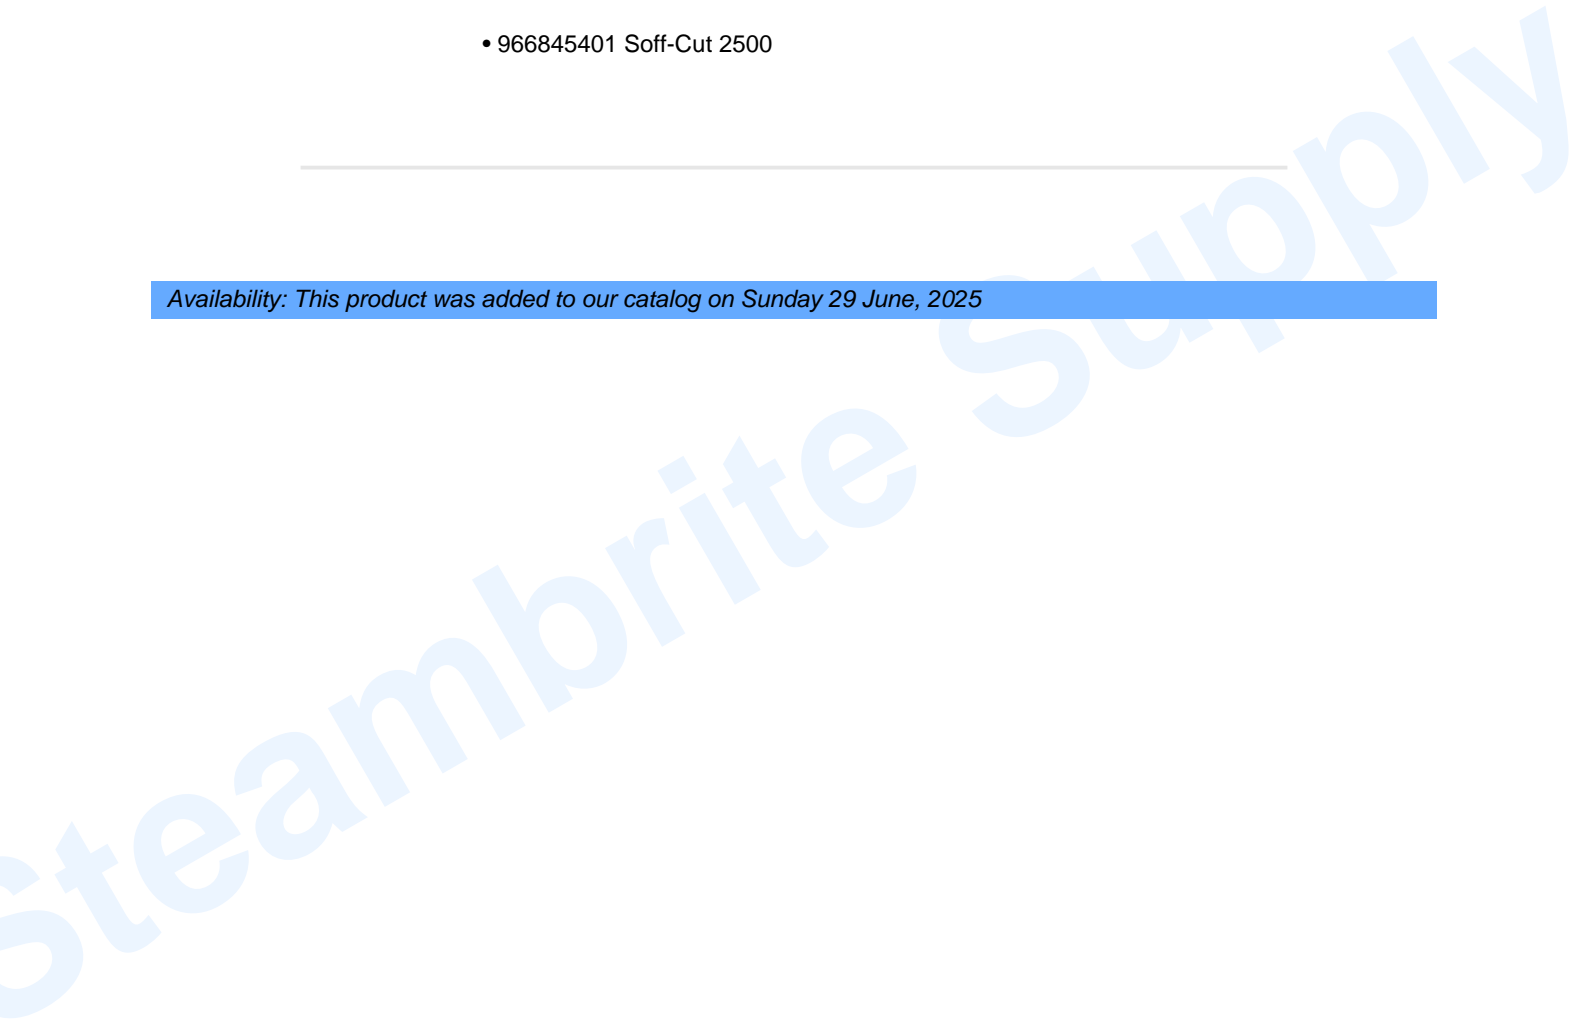 • 966845401 Soff-Cut 2500
Availability: This product was added to our catalog on Sunday 29 June, 2025
Steambrite Supply